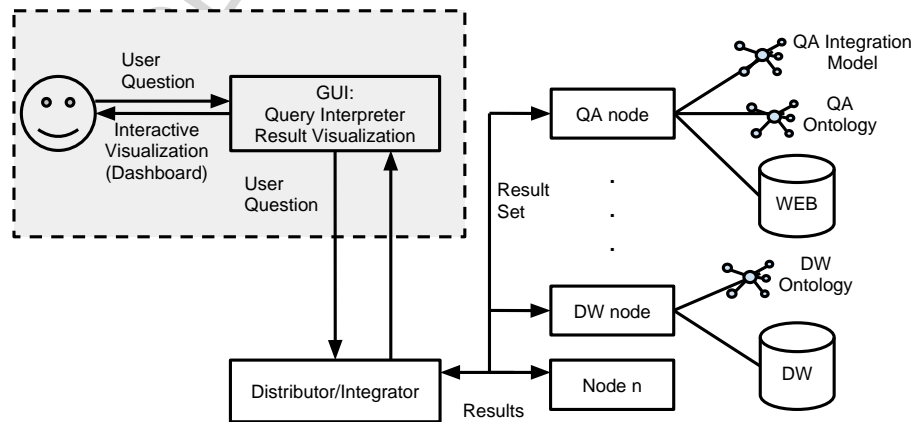 User
Question
GUI:
Query Interpreter
Result Visualization
Interactive
Visualization
(Dashboard)
User
Question
QA Integration
Model
QA node
QA
Ontology
Result
Set
WEB
.
.
.
DW
Ontology
DW node
DW
Distributor/Integrator
Node n
Results